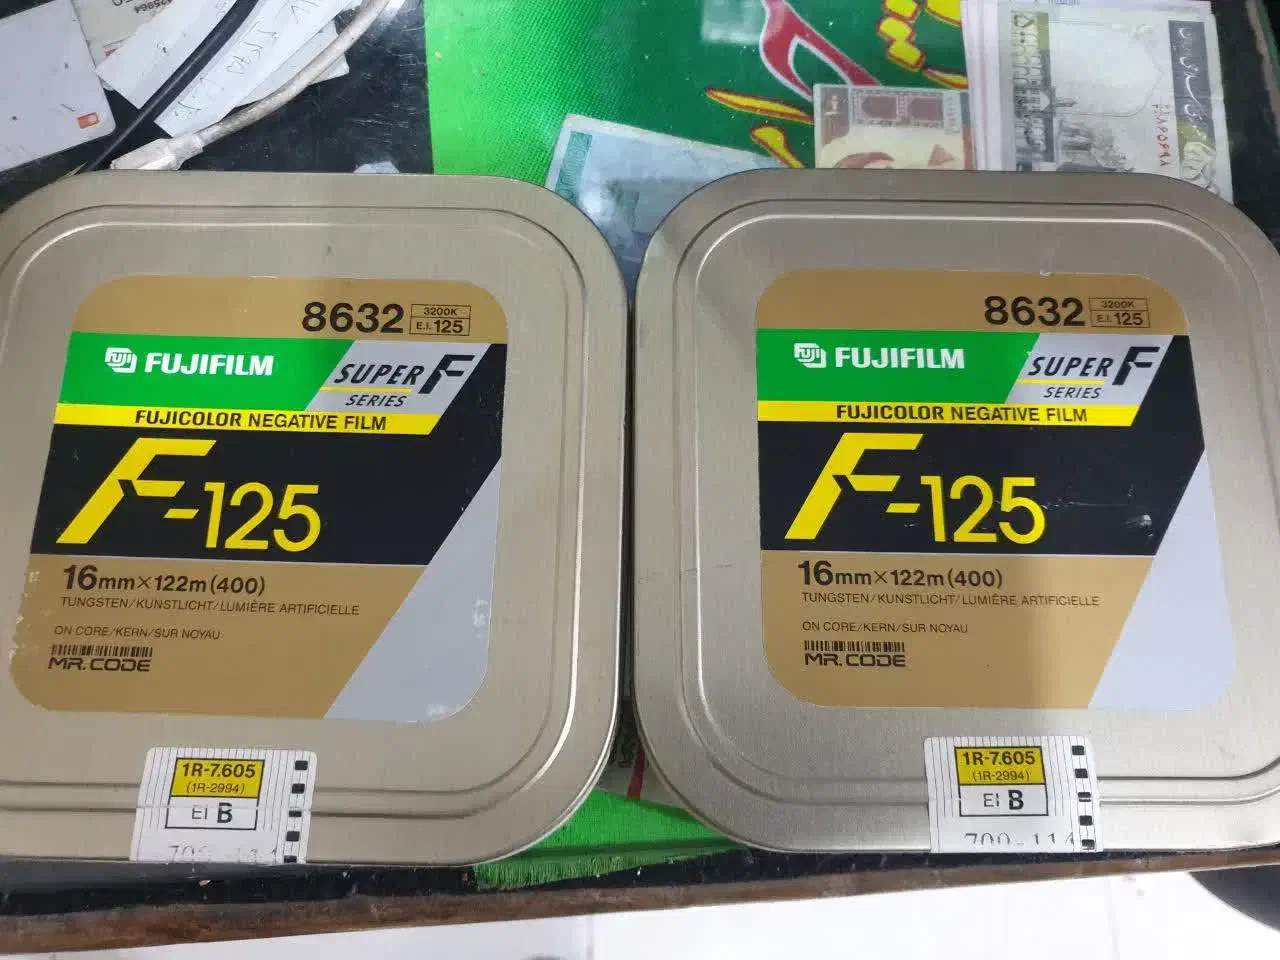 8632
3200K
E.I. 125
FUJI FUJIFILM
SUPER F
SERIES
FUJICOLOR NEGATIVE FILM
F-125
16mm×122m(400)
TUNGSTEN/KUNSTLICHT/LUMIÈRE ARTIFICIELLE
ON CORE/KERN/SUR NOYAU
MR. CODE
1R-7.605
(1R-2994)
EI B
8632
3200K
E.I. 125
FUJI FUJIFILM
SUPER F
SERIES
FUJICOLOR NEGATIVE FILM
F-125
16mm×122m(400)
TUNGSTEN/KUNSTLICHT/LUMIÈRE ARTIFICIELLE
ON CORE/KERN/SUR NOYAU
MR. CODE
1R-7.605
(1R-2994)
EI B